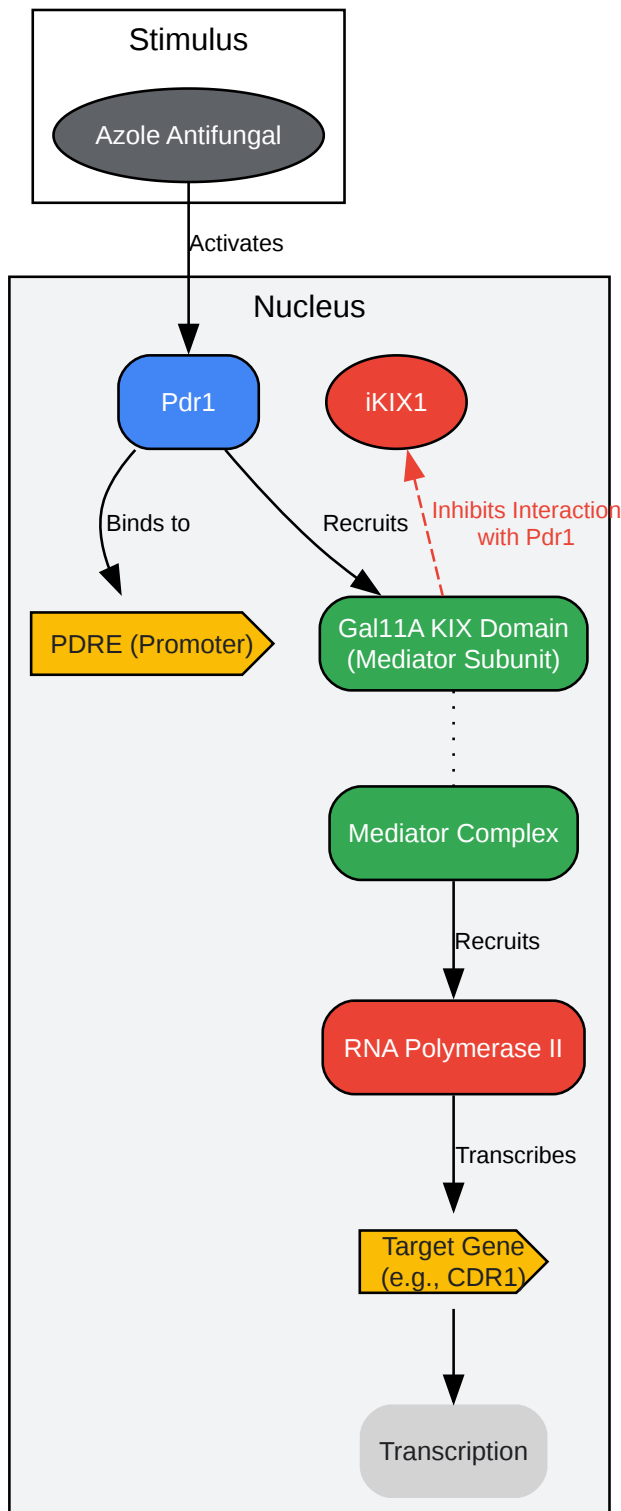 Stimulus
Azole Antifungal
Activates
Nucleus
Pdr1
iKIX1
Binds to
Recruits
Inhibits Interaction
with Pdr1
PDRE (Promoter)
Gal11A KIX Domain
(Mediator Subunit)
Mediator Complex
Recruits
RNA Polymerase II
Transcribes
Target Gene
(e.g., CDR1)
Transcription